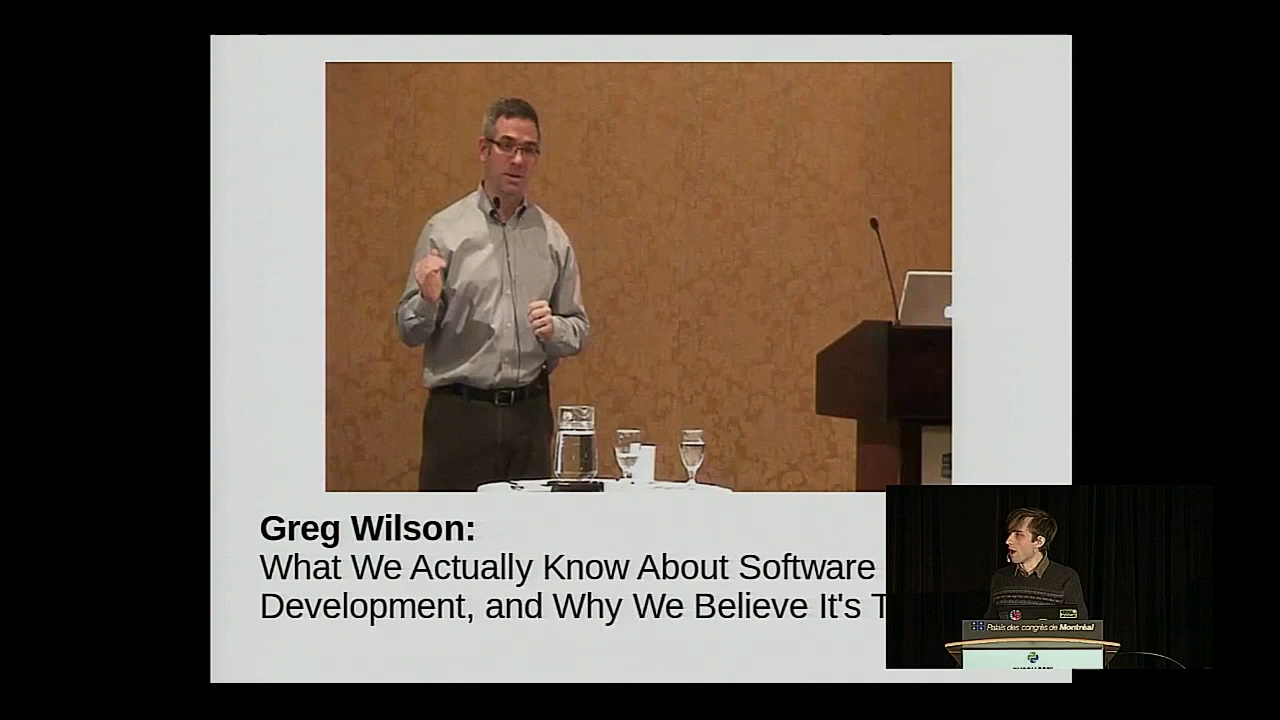 Greg Wilson:
What We Actually Know About Software
Development, and Why We Believe It's T
Palais des congrès de Montréal